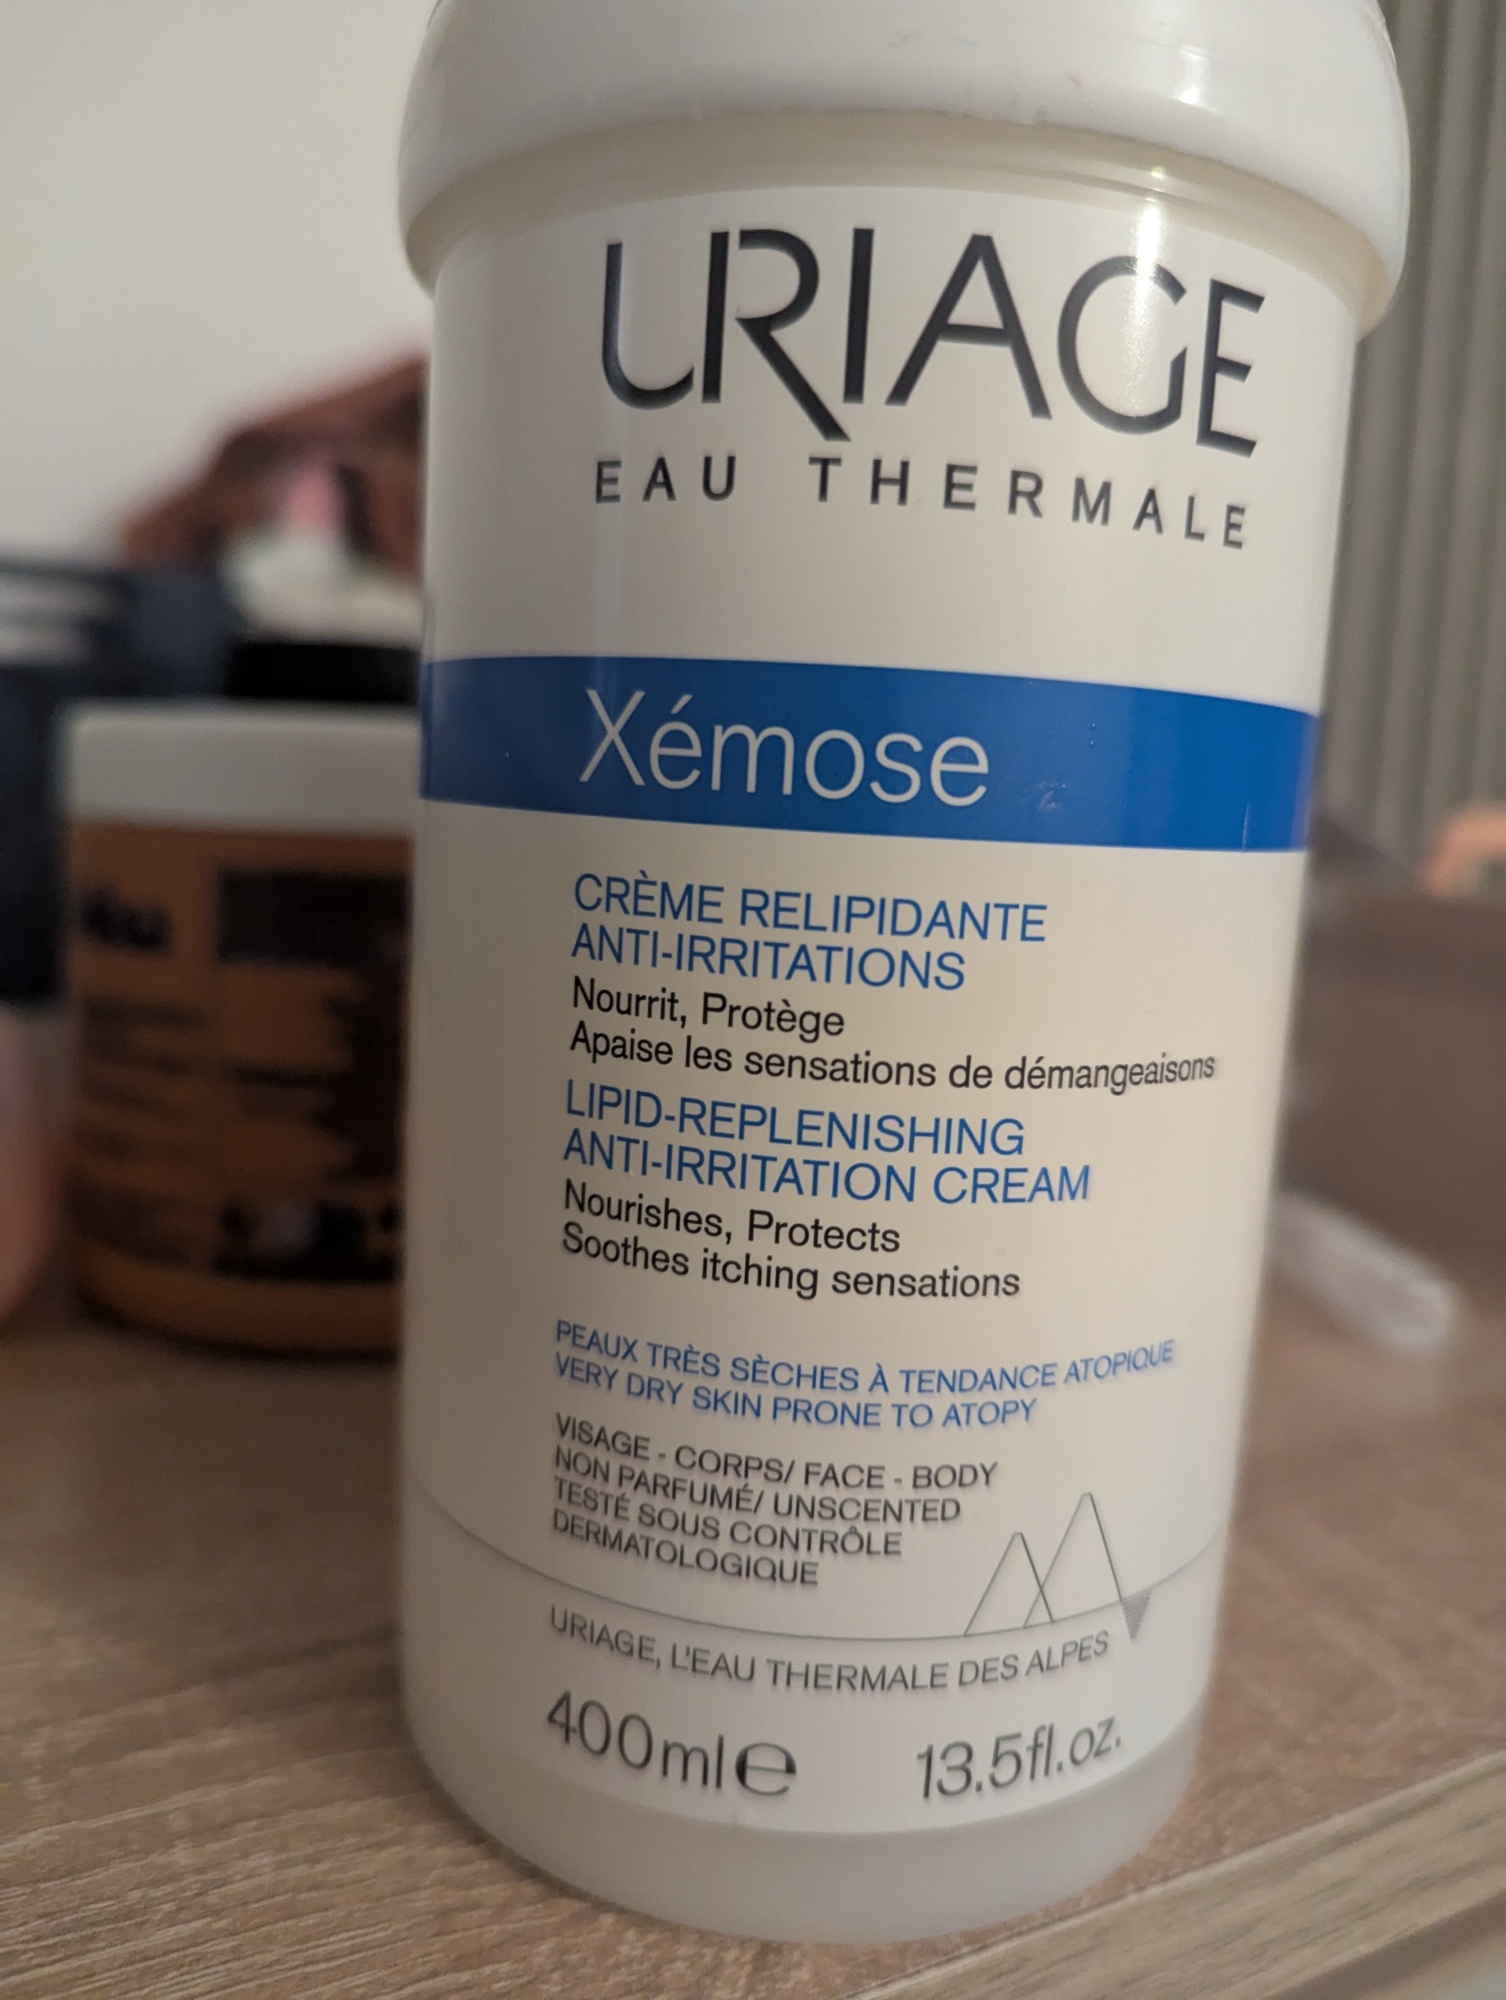 URIAGE
EAU THERMALE
Xémose
CRÈME RELIPIDANTE
ANTI-IRRITATIONS
Nourrit, Protège
Apaise les sensations de démangeaisons
LIPID-REPLENISHING
ANTI-IRRITATION CREAM
Nourishes, Protects
Soothes itching sensations
PEAUX TRÈS SÈCHES À TENDANCE ATOPIQUE
VERY DRY SKIN PRONE TO ATOPY
VISAGE - CORPS/ FACE - BODY
NON PARFUMÉ/ UNSCENTED
TESTÉ SOUS CONTRÔLE
DERMATOLOGIQUE
URIAGE, L'EAU THERMALE DES ALPES
400ml℮ 13.5fl.oz.